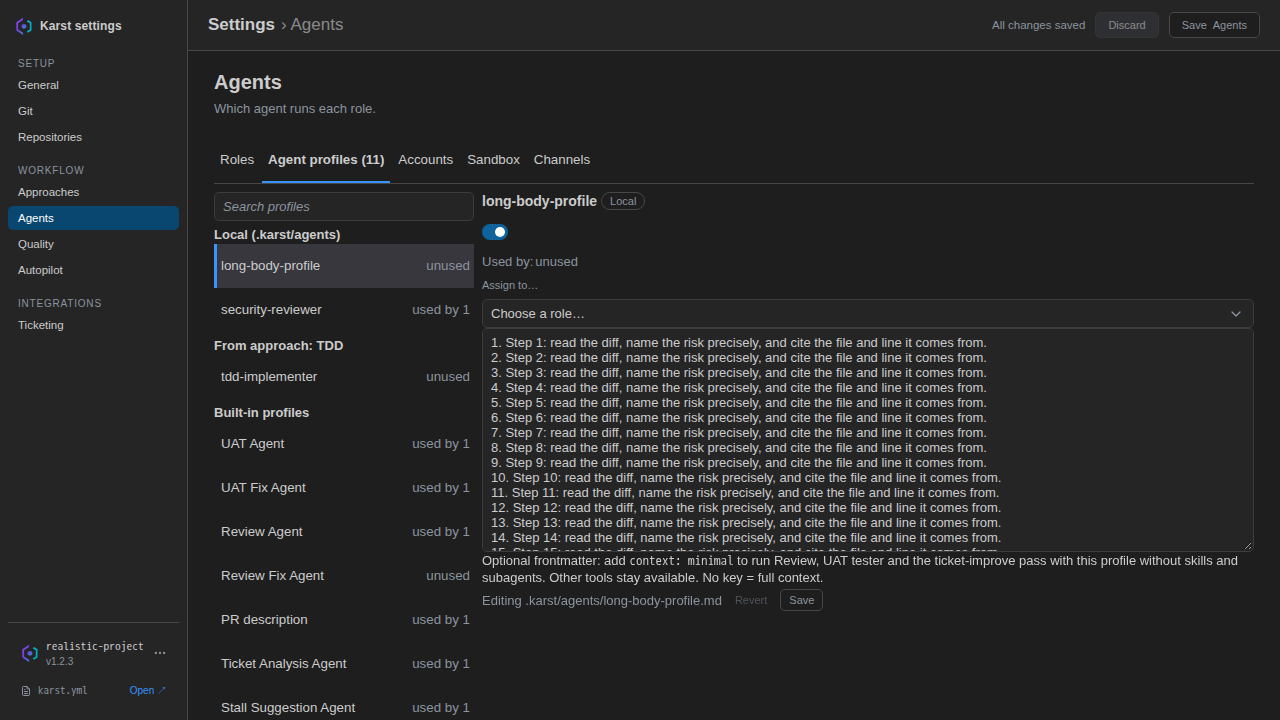 Karst settings
SETUP
General
Git
Repositories
WORKFLOW
Approaches
Agents
Quality
Autopilot
INTEGRATIONS
Ticketing
realistic-project
v1.2.3
karst.yml
Open ↗
Settings › Agents
All changes saved
Discard
Save Agents
Agents
Which agent runs each role.
Roles
Agent profiles (11)
Accounts
Sandbox
Channels
Search profiles
Local (.karst/agents)
long-body-profile unused
security-reviewer used by 1
From approach: TDD
tdd-implementer unused
Built-in profiles
UAT Agent used by 1
UAT Fix Agent used by 1
Review Agent used by 1
Review Fix Agent unused
PR description used by 1
Ticket Analysis Agent used by 1
Stall Suggestion Agent used by 1
long-body-profile Local
Used by: unused
Assign to…
Choose a role…
1. Step 1: read the diff, name the risk precisely, and cite the file and line it comes from.
2. Step 2: read the diff, name the risk precisely, and cite the file and line it comes from.
3. Step 3: read the diff, name the risk precisely, and cite the file and line it comes from.
4. Step 4: read the diff, name the risk precisely, and cite the file and line it comes from.
5. Step 5: read the diff, name the risk precisely, and cite the file and line it comes from.
6. Step 6: read the diff, name the risk precisely, and cite the file and line it comes from.
7. Step 7: read the diff, name the risk precisely, and cite the file and line it comes from.
8. Step 8: read the diff, name the risk precisely, and cite the file and line it comes from.
9. Step 9: read the diff, name the risk precisely, and cite the file and line it comes from.
10. Step 10: read the diff, name the risk precisely, and cite the file and line it comes from.
11. Step 11: read the diff, name the risk precisely, and cite the file and line it comes from.
12. Step 12: read the diff, name the risk precisely, and cite the file and line it comes from.
13. Step 13: read the diff, name the risk precisely, and cite the file and line it comes from.
14. Step 14: read the diff, name the risk precisely, and cite the file and line it comes from.
15. Step 15: read the diff, name the risk precisely, and cite the file and line it comes from.
Optional frontmatter: add context: minimal to run Review, UAT tester and the ticket-improve pass with this profile without skills and
subagents. Other tools stay available. No key = full context.
Editing .karst/agents/long-body-profile.md
Revert
Save